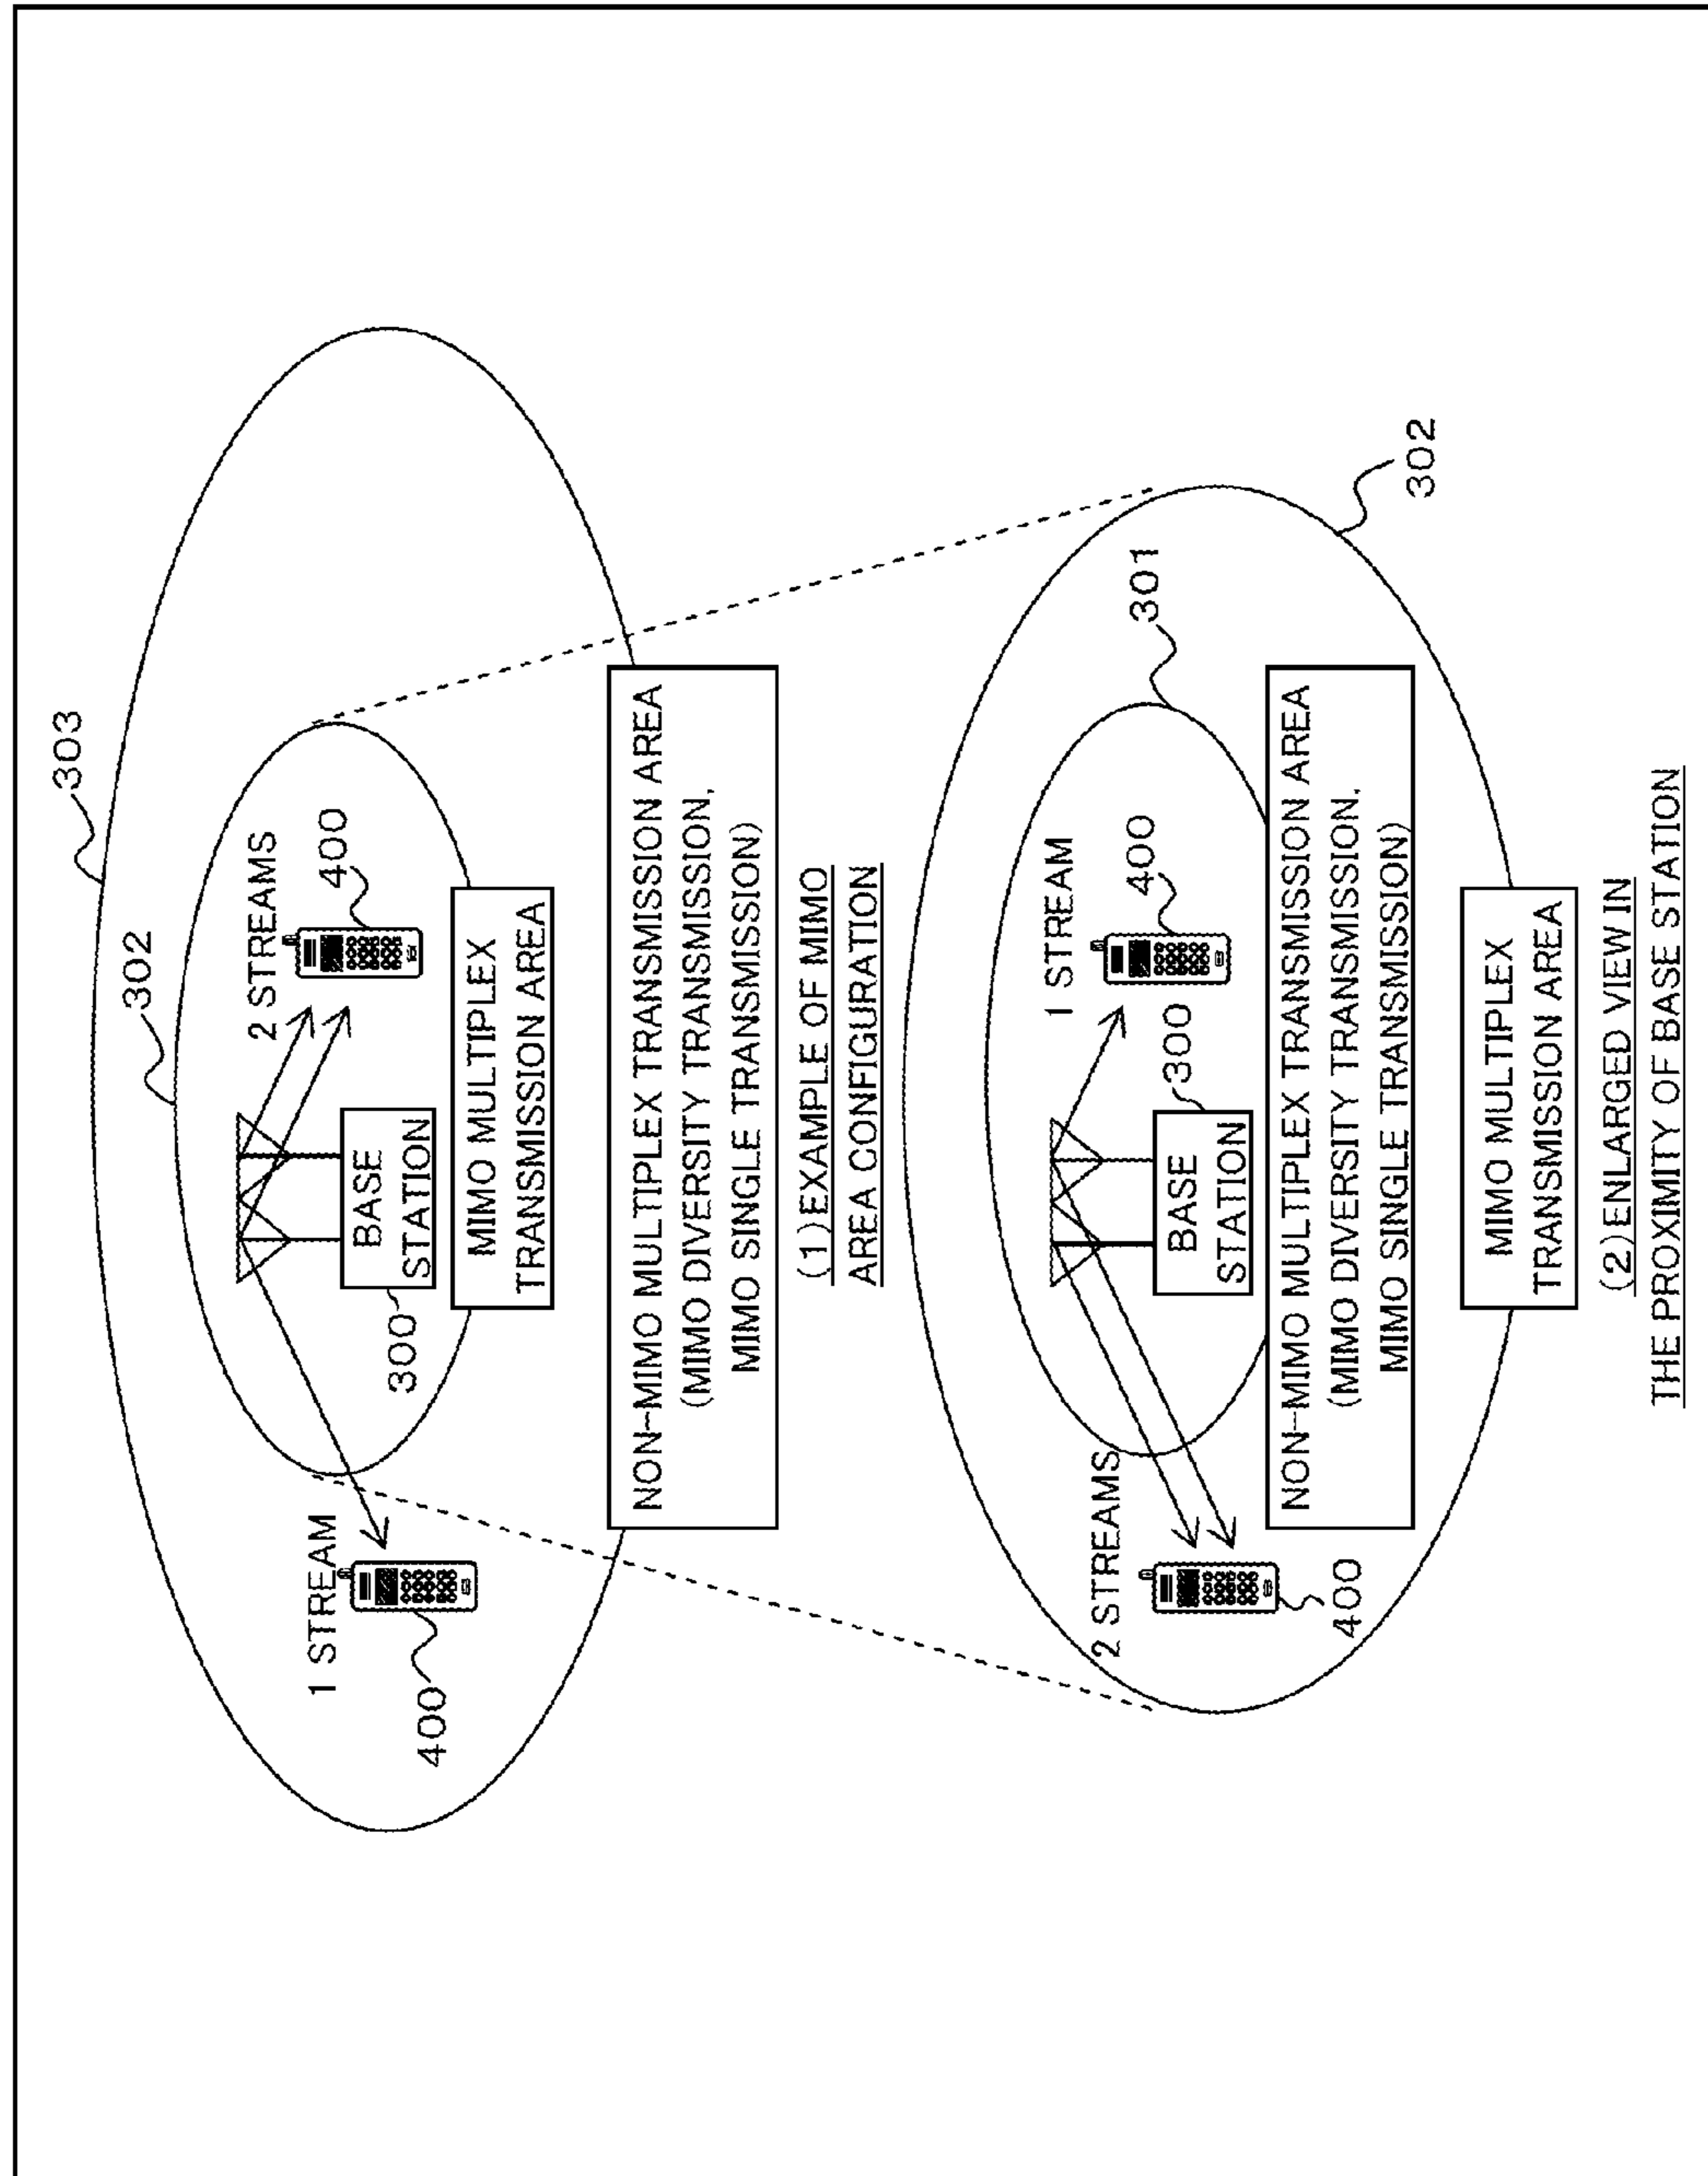 303
302
2 STREAMS
400
1 STREAM
400
BASE
STATION
300
MIMO MULTIPLEX
TRANSMISSION AREA
NON-MIMO MULTIPLEX TRANSMISSION AREA
(MIMO DIVERSITY TRANSMISSION,
MIMO SINGLE TRANSMISSION)
(1)EXAMPLE OF MIMO
AREA CONFIGURATION
302
301
1 STREAM
400
2 STREAMS
400
300
BASE
STATION
NON-MIMO MULTIPLEX TRANSMISSION AREA
(MIMO DIVERSITY TRANSMISSION,
MIMO SINGLE TRANSMISSION)
MIMO MULTIPLEX
TRANSMISSION AREA
(2)ENLARGED VIEW IN
THE PROXIMITY OF BASE STATION